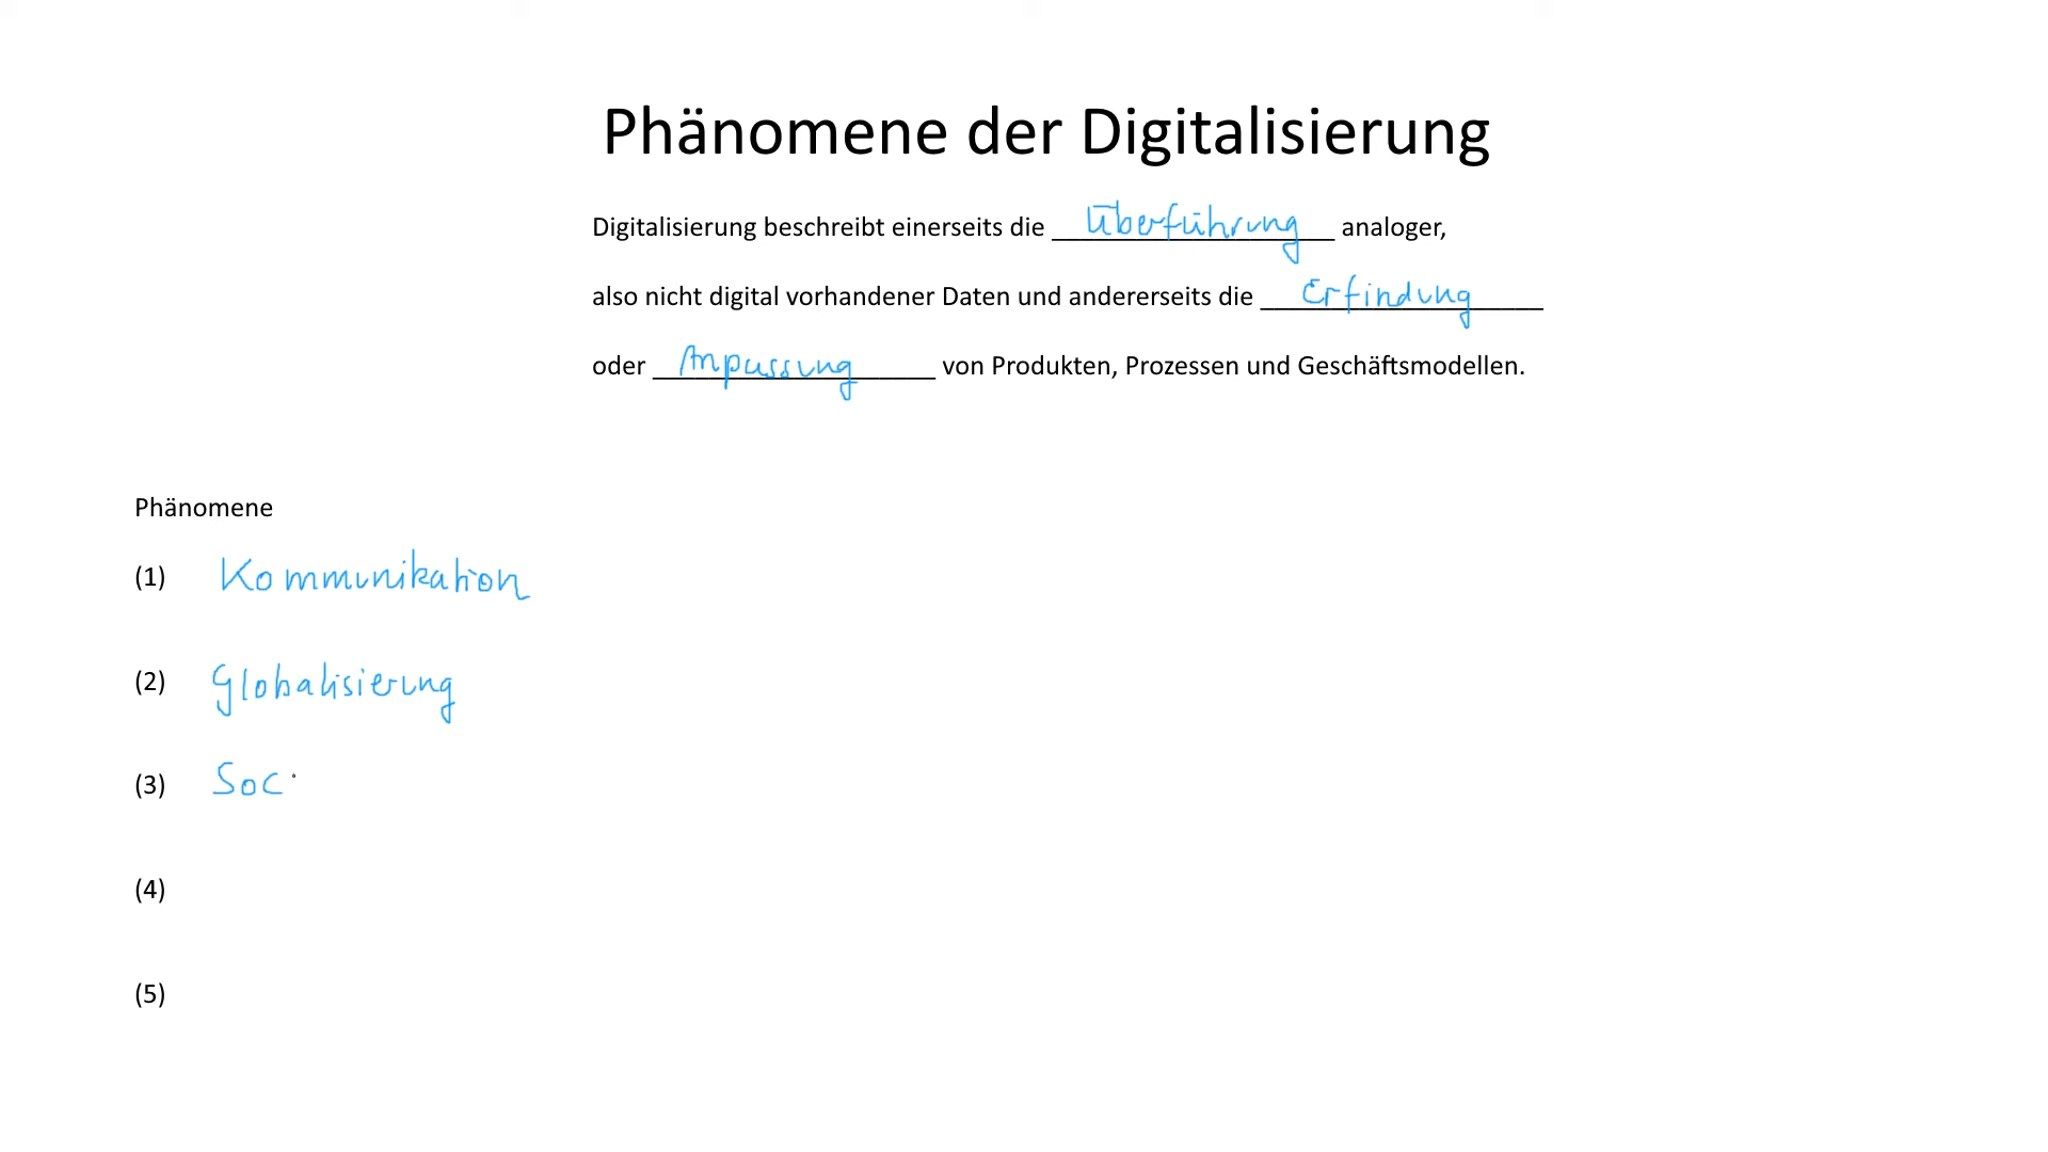 Phänomene der Digitalisierung
Digitalisierung beschreibt einerseits die Überführung analoger,
also nicht digital vorhandener Daten und andererseits die Erfindung
oder Anpassung von Produkten, Prozessen und Geschäftsmodellen.
Phänomene
(1) Kommunikation
(2) Globalisierung
(3) Soc
(4)
(5)